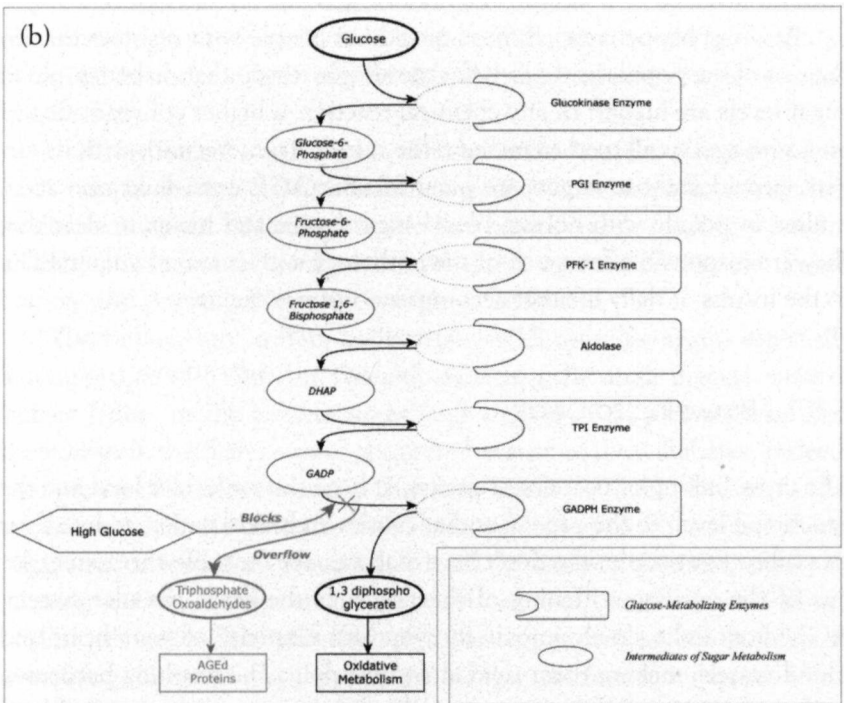 (b)
Glucose
Glucokinase Enzyme
Glucose-6-
Phosphate
PGI Enzyme
Fructose-6-
Phosphate
PFK-1 Enzyme
Fructose 1,6-
Bisphosphate
Aldolase
DHAP
TPI Enzyme
GADP
GADPH Enzyme
High Glucose
Blocks
Overflow
Triphosphate
Oxoaldehydes
1,3 diphospho
glycerate
AGEd
Proteins
Oxidative
Metabolism
Glucose-Metabolizing Enzymes
Intermediates of Sugar Metabolism